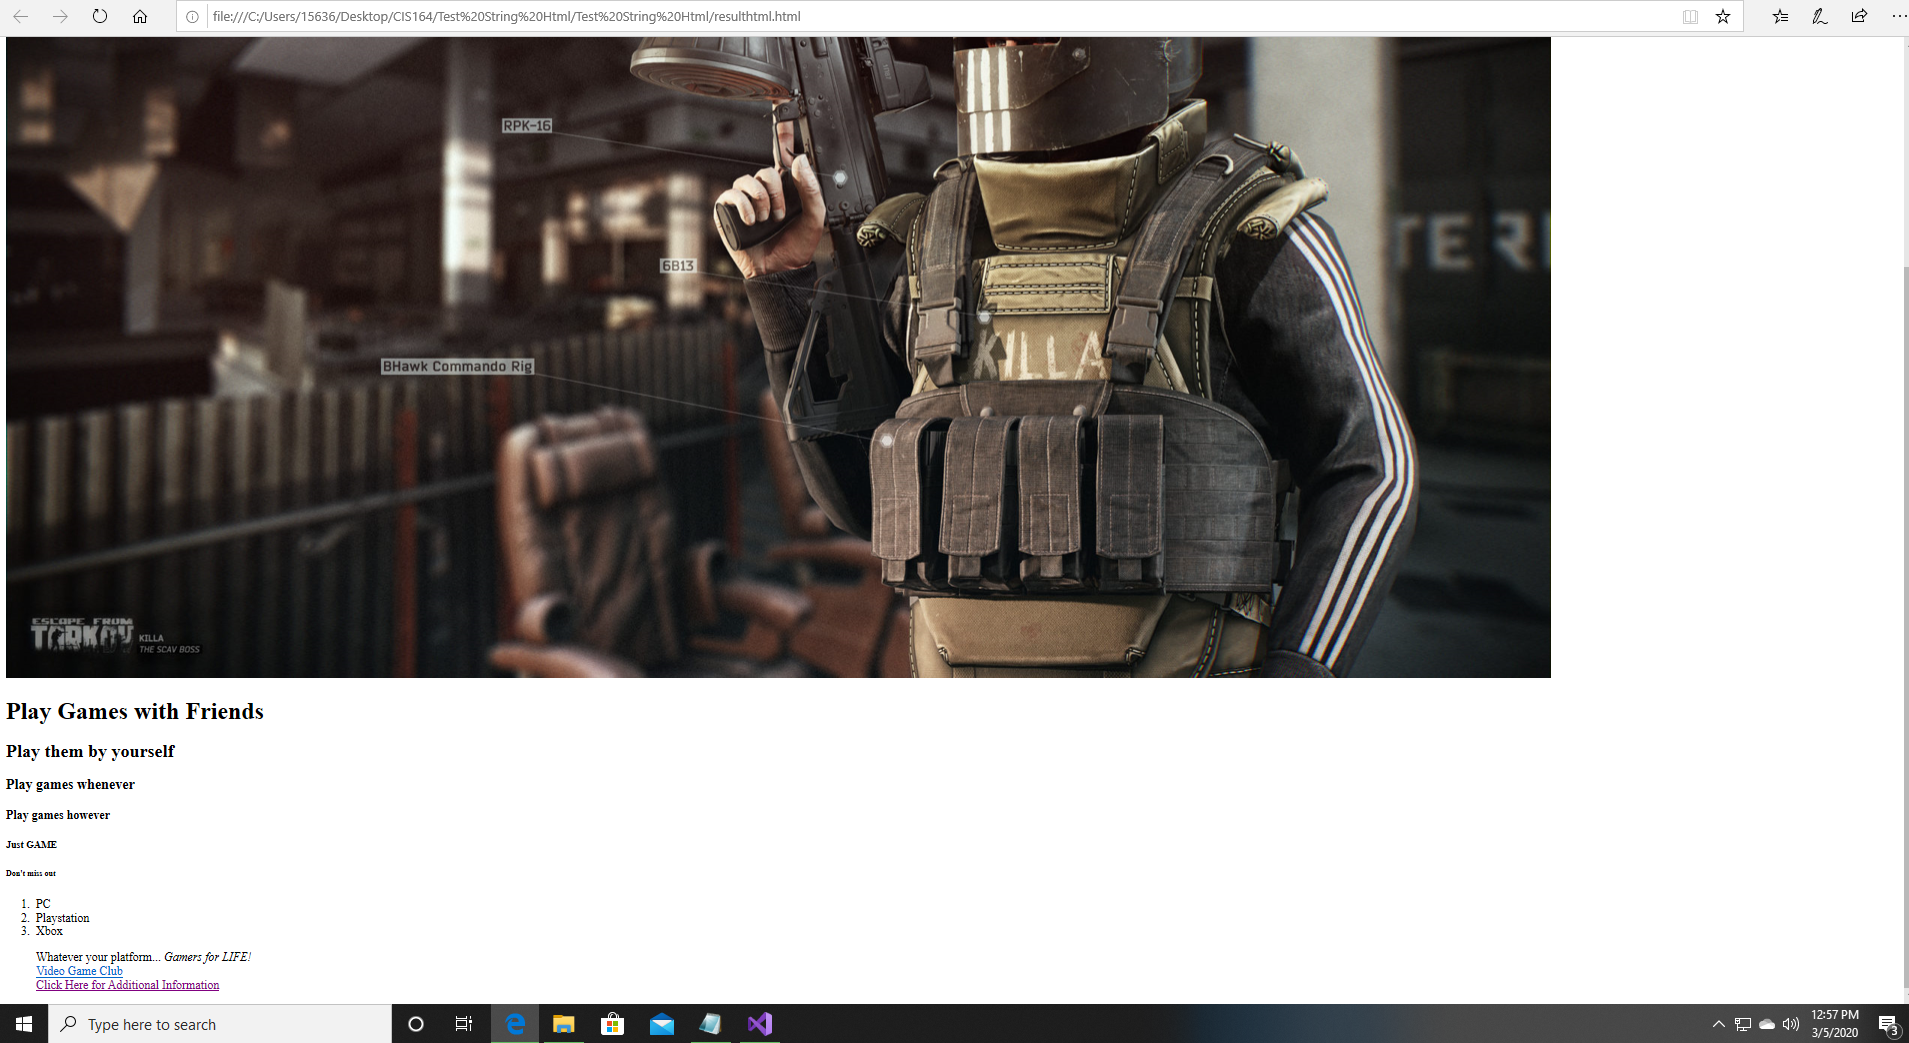 file:///C:/Users/15636/Desktop/CIS164/Test%20String%20Html/Test%20String%20Html/resulthtml.html
RPK-16
6B13
KILLA
BHawk Commando Rig
TERI
ESCAPE FROM
TARKOV KILLA
THE SCAV BOSS
Play Games with Friends
Play them by yourself
Play games whenever
Play games however
Just GAME
Don't miss out
1. PC
2. Playstation
3. Xbox
Whatever your platform... Gamers for LIFE!
Video Game Club
Click Here for Additional Information
Type here to search
12:57 PM
3/5/2020
3